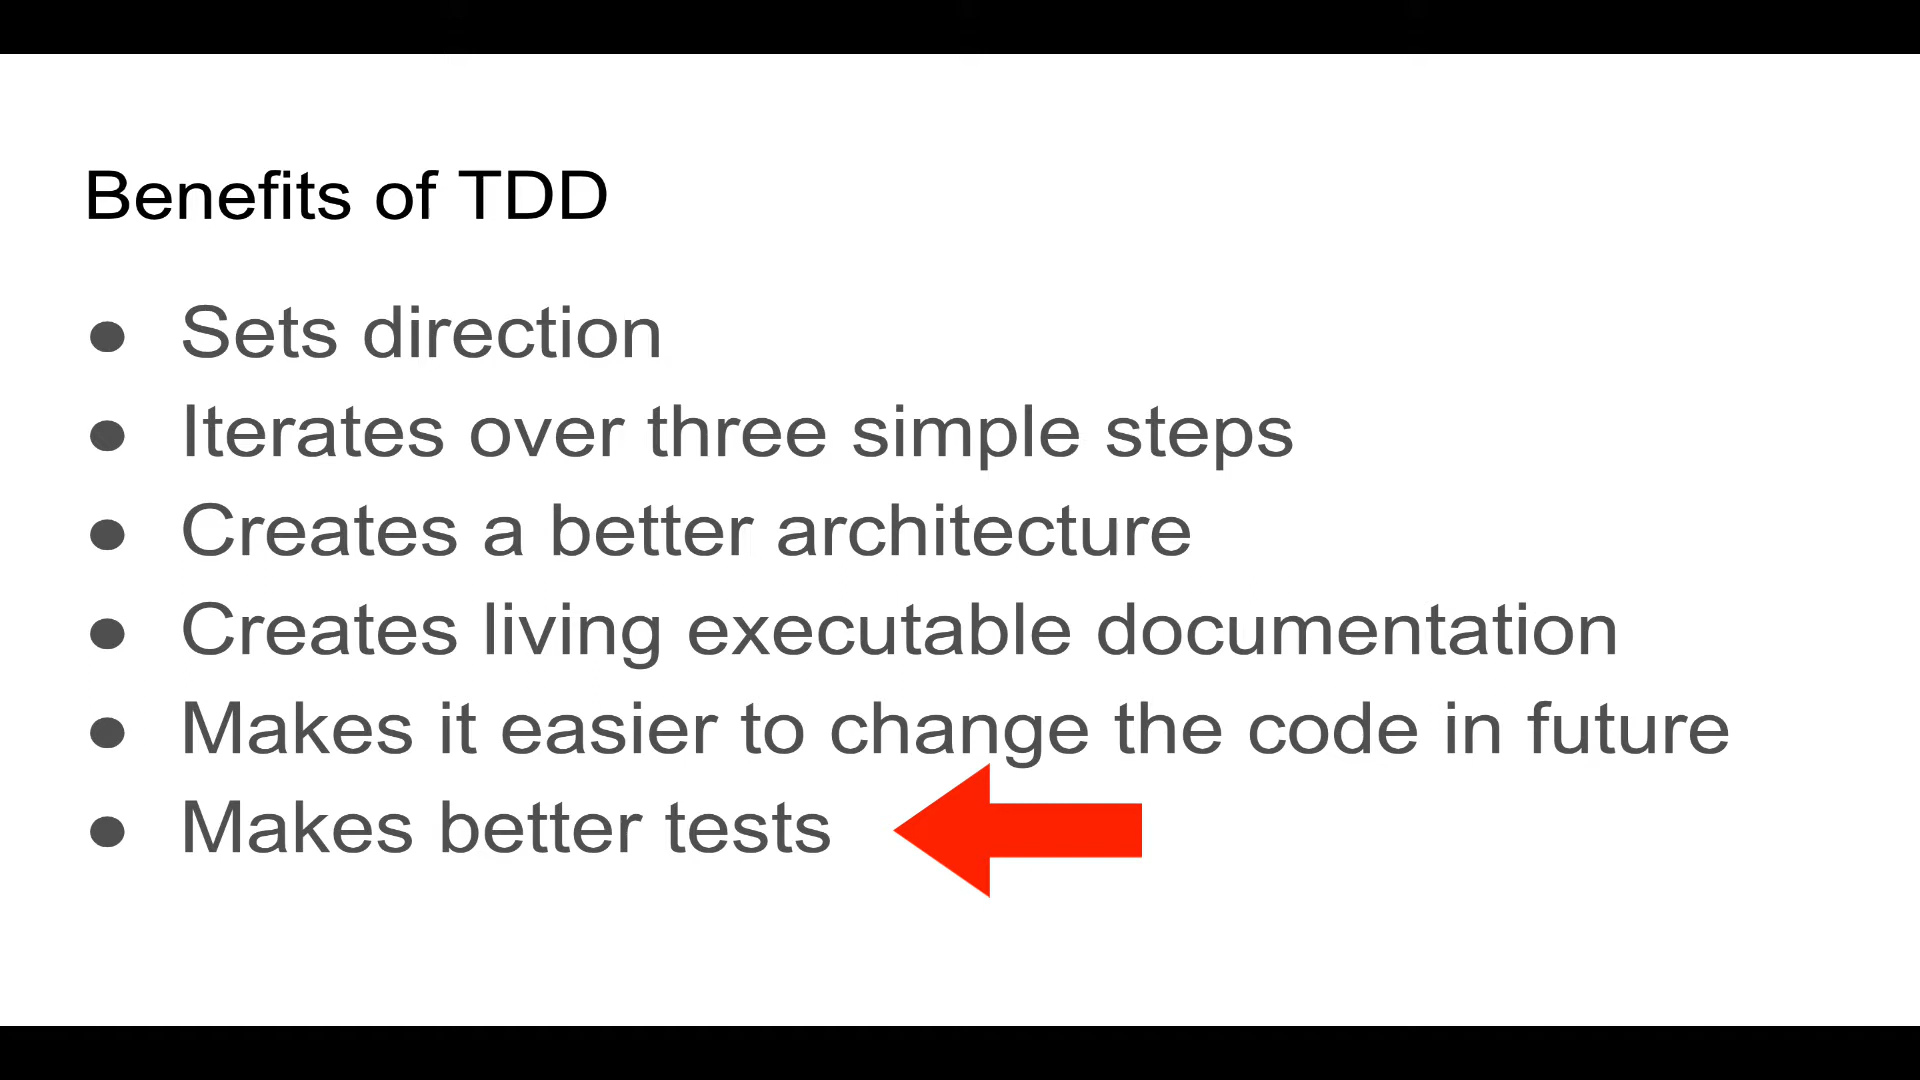 Benefits of TDD
● Sets direction
● Iterates over three simple steps
● Creates a better architecture
● Creates living executable documentation
● Makes it easier to change the code in future
● Makes better tests